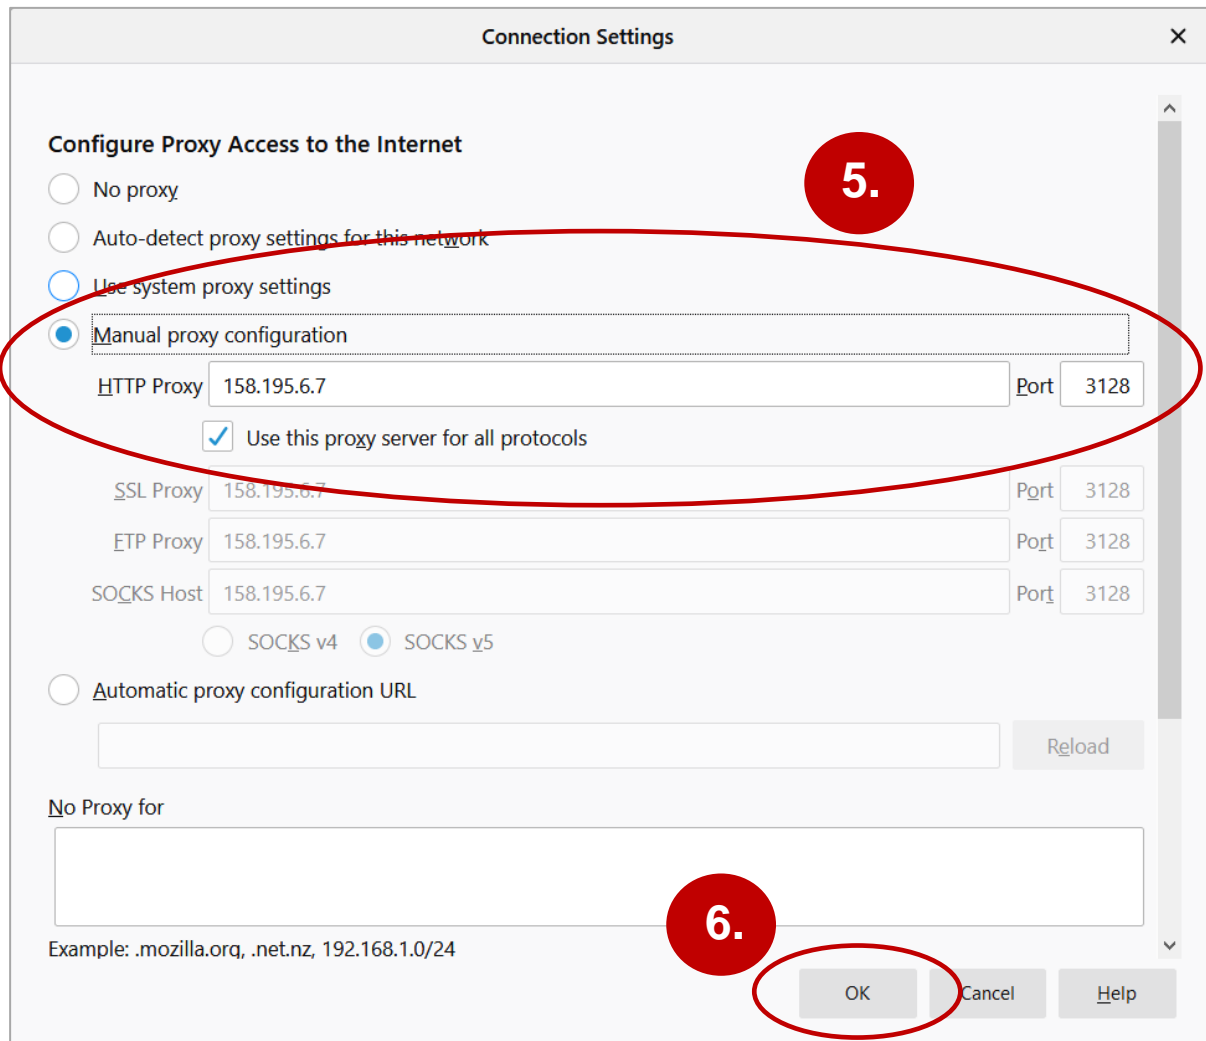 Connection Settings
Configure Proxy Access to the Internet
5.
No proxy
Auto-detect proxy settings for this network
Use system proxy settings
Manual proxy configuration
HTTP Proxy 158.195.6.7 Port 3128
Use this proxy server for all protocols
SSL Proxy 158.195.6.7 Port 3128
FTP Proxy 158.195.6.7 Port 3128
SOCKS Host 158.195.6.7 Port 3128
SOCKS v4 SOCKS v5
Automatic proxy configuration URL
Reload
No Proxy for
6.
Example: .mozilla.org, .net.nz, 192.168.1.0/24
OK Cancel Help